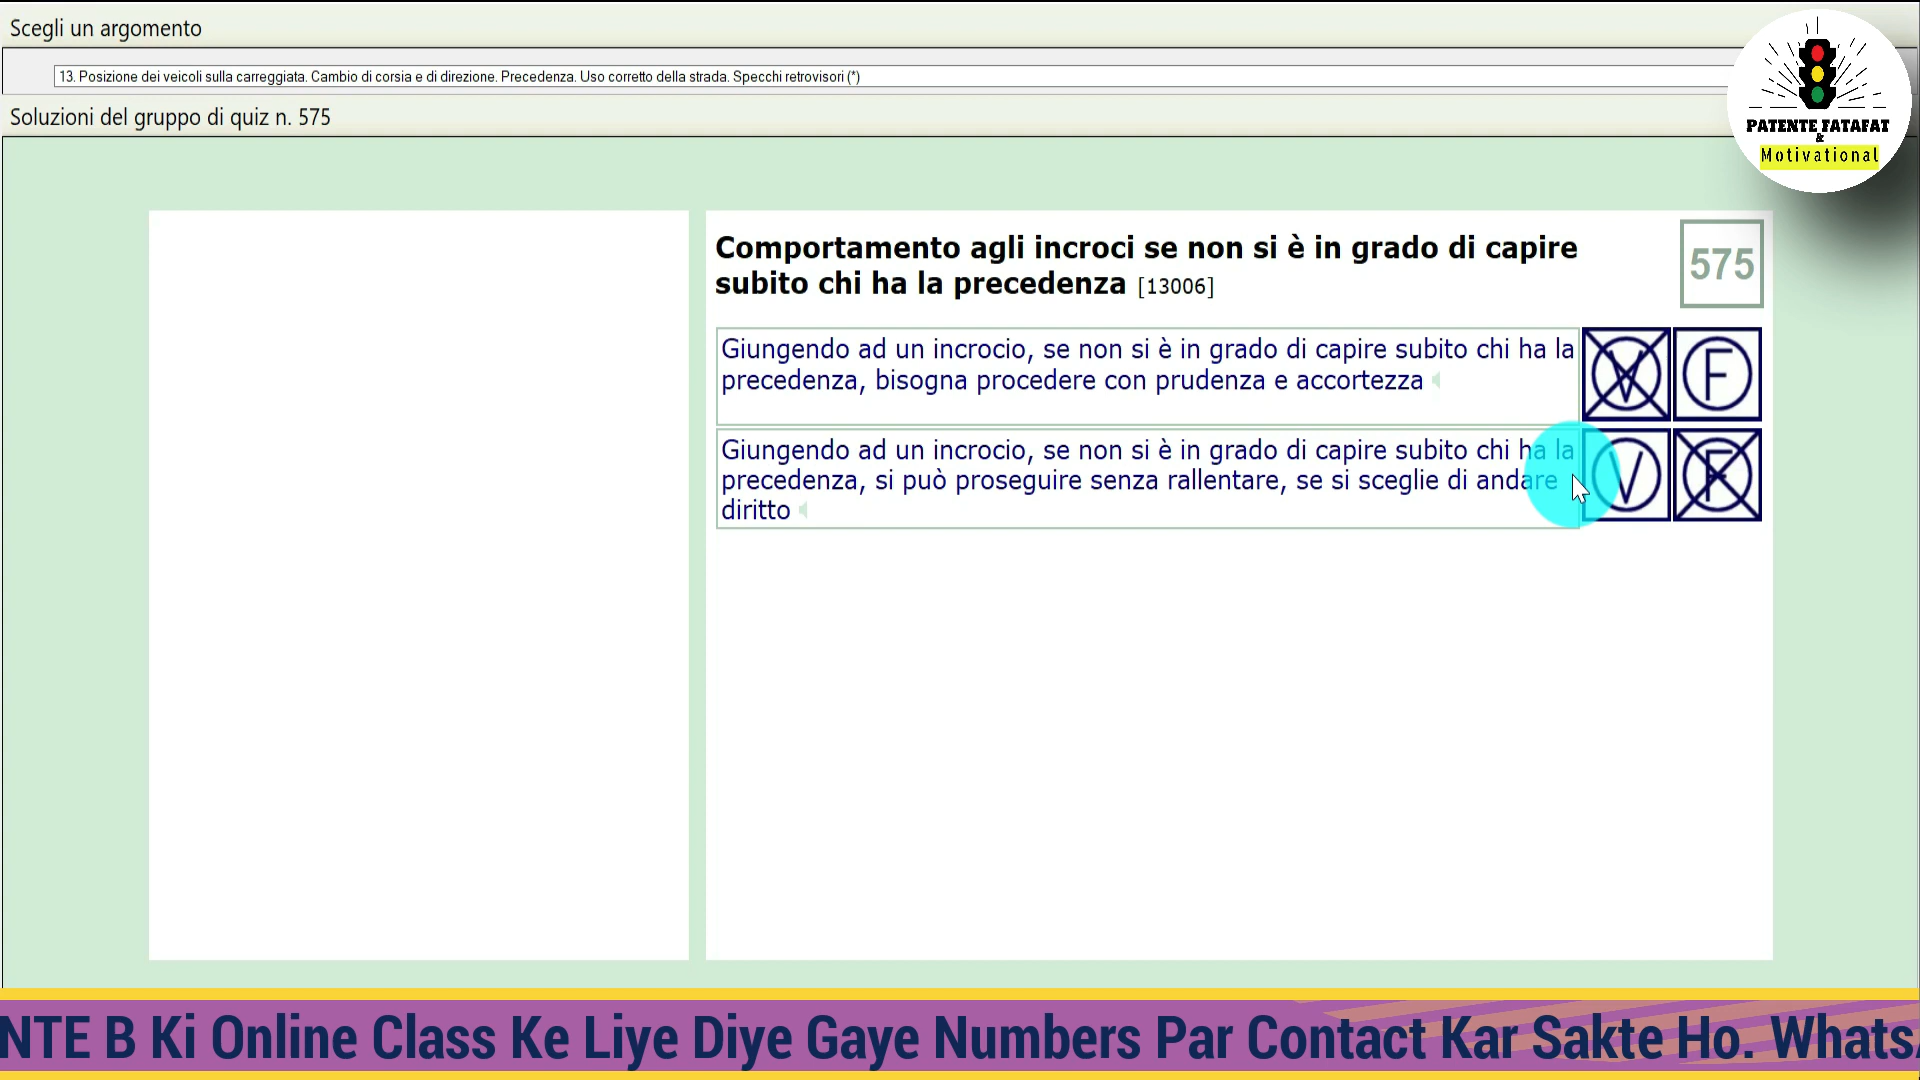 Scegli un argomento
13. Posizione dei veicoli sulla carreggiata. Cambio di corsia e di direzione. Precedenza. Uso corretto della strada. Specchi retrovisori (*)
Soluzioni del gruppo di quiz n. 575
PATENTE FATAFAT
&
Motivational
Comportamento agli incroci se non si è in grado di capire
subito chi ha la precedenza [13006]
575
Giungendo ad un incrocio, se non si è in grado di capire subito chi ha la
precedenza, bisogna procedere con prudenza e accortezza
V F
Giungendo ad un incrocio, se non si è in grado di capire subito chi ha la
precedenza, si può proseguire senza rallentare, se si sceglie di andare
diritto
V F
NTE B Ki Online Class Ke Liye Diye Gaye Numbers Par Contact Kar Sakte Ho. Whats